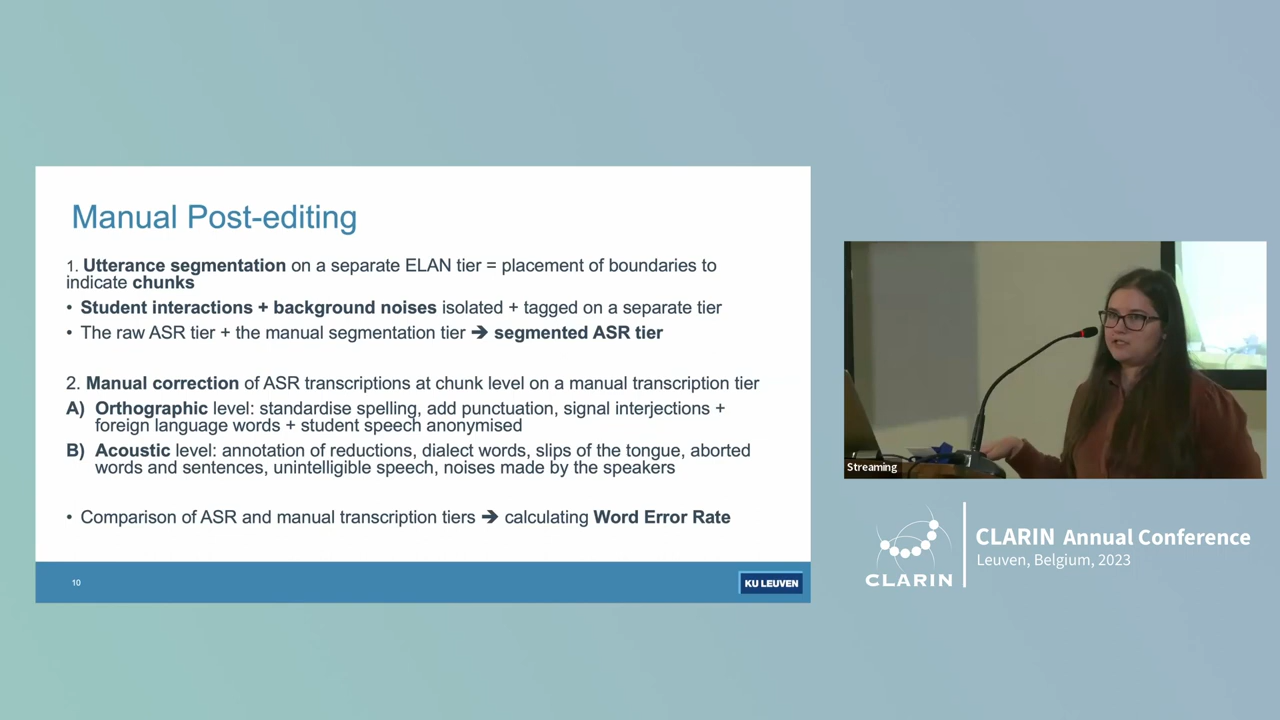 Manual Post-editing
1. Utterance segmentation on a separate ELAN tier = placement of boundaries to
indicate chunks
• Student interactions + background noises isolated + tagged on a separate tier
• The raw ASR tier + the manual segmentation tier ➔ segmented ASR tier
2. Manual correction of ASR transcriptions at chunk level on a manual transcription tier
A) Orthographic level: standardise spelling, add punctuation, signal interjections +
foreign language words + student speech anonymised
B) Acoustic level: annotation of reductions, dialect words, slips of the tongue, aborted
words and sentences, unintelligible speech, noises made by the speakers
• Comparison of ASR and manual transcription tiers ➔ calculating Word Error Rate
10
KU LEUVEN
Streaming
CLARIN
CLARIN Annual Conference
Leuven, Belgium, 2023